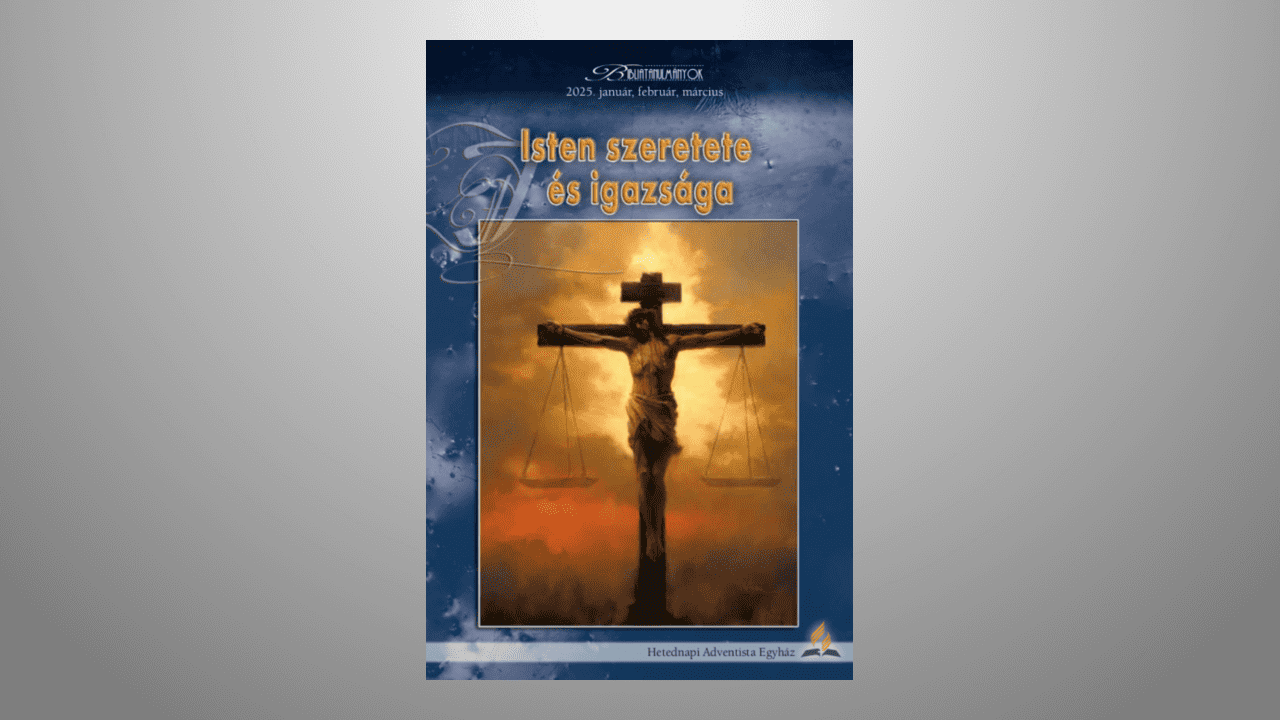 BIBLIATANULMÁNYOK
2025. január, február, március
Isten szeretete
és igazsága
Hetednapi Adventista Egyház